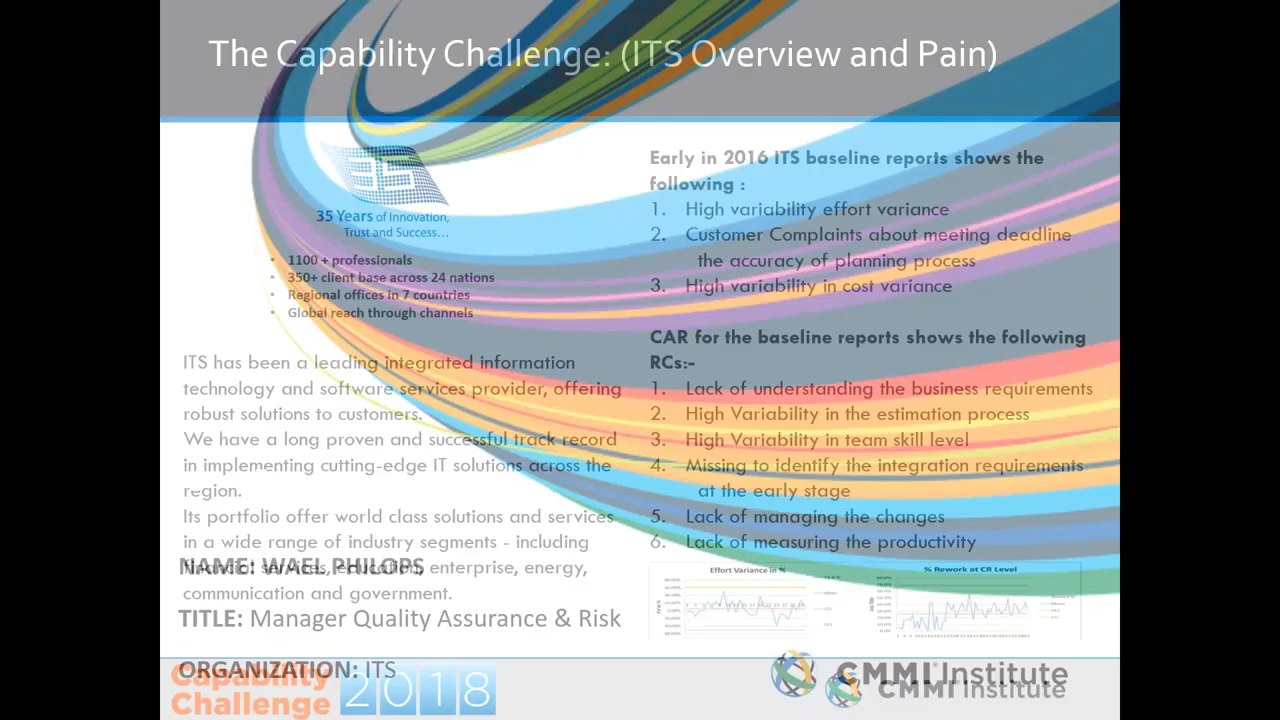 The Capability Challenge: (ITS Overview and Pain)
35
35 Years of Innovation,
Trust and Success...
• 1100 + professionals
• 350+ client base across 24 nations
• Regional offices in 7 countries
• Global reach through channels
ITS has been a leading integrated information
technology and software services provider, offering
robust solutions to customers.
We have a long proven and successful track record
in implementing cutting-edge IT solutions across the
region.
Its portfolio offer world class solutions and services
in a wide range of industry segments - including
enterprise, energy,
communication and government.
NAME: WAEL PHILOPS
TITLE: Manager Quality Assurance & Risk
ORGANIZATION: ITS
Early in 2016 ITS baseline reports shows the
following :
1. High variability effort variance
2. Customer Complaints about meeting deadline
the accuracy of planning process
3. High variability in cost variance
CAR for the baseline reports shows the following
RCs:-
1. Lack of understanding the business requirements
2. High Variability in the estimation process
3. High Variability in team skill level
4. Missing to identify the integration requirements
at the early stage
5. Lack of managing the changes
6. Lack of measuring the productivity
Effort Variance in %
% Rework at CR Level
Capability
Challenge 2018
CMMI Institute
CMMI Institute